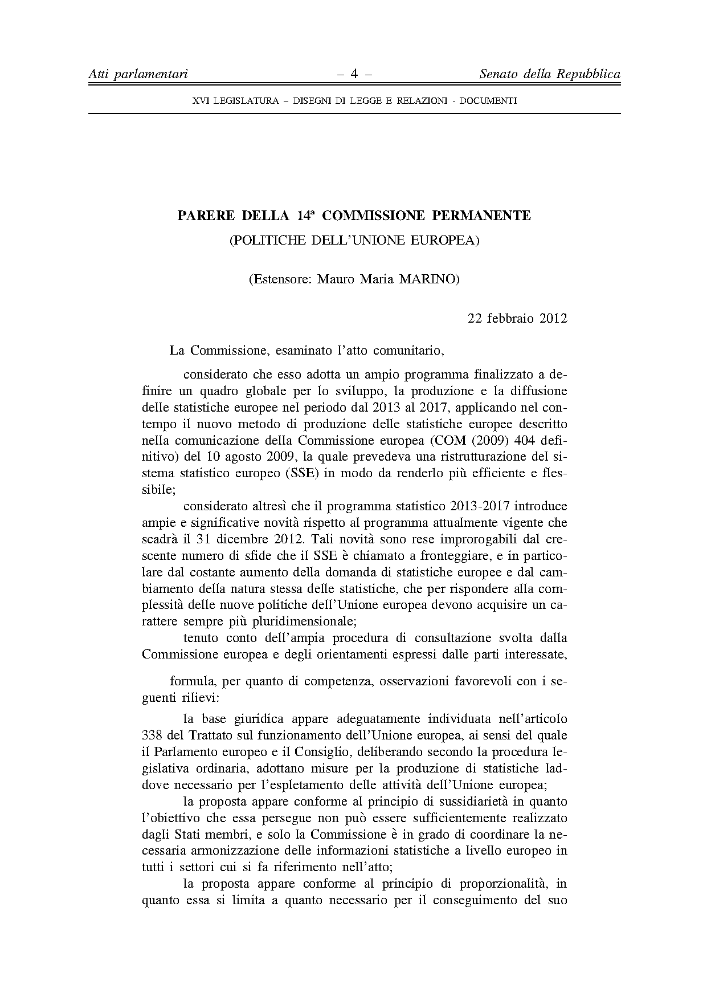 Atti parlamentari – 4 – Senato della Repubblica
XVI LEGISLATURA – DISEGNI DI LEGGE E RELAZIONI - DOCUMENTI
PARERE DELLA 14ª COMMISSIONE PERMANENTE
(POLITICHE DELL’UNIONE EUROPEA)
(Estensore: Mauro Maria MARINO)
22 febbraio 2012
La Commissione, esaminato l’atto comunitario,
considerato che esso adotta un ampio programma finalizzato a de-
finire un quadro globale per lo sviluppo, la produzione e la diffusione
delle statistiche europee nel periodo dal 2013 al 2017, applicando nel con-
tempo il nuovo metodo di produzione delle statistiche europee descritto
nella comunicazione della Commissione europea (COM (2009) 404 defi-
nitivo) del 10 agosto 2009, la quale prevedeva una ristrutturazione del si-
stema statistico europeo (SSE) in modo da renderlo più efficiente e fles-
sibile;
considerato altresì che il programma statistico 2013-2017 introduce
ampie e significative novità rispetto al programma attualmente vigente che
scadrà il 31 dicembre 2012. Tali novità sono rese improrogabili dal cre-
scente numero di sfide che il SSE è chiamato a fronteggiare, e in partico-
lare dal costante aumento della domanda di statistiche europee e dal cam-
biamento della natura stessa delle statistiche, che per rispondere alla com-
plessità delle nuove politiche dell’Unione europea devono acquisire un ca-
rattere sempre più pluridimensionale;
tenuto conto dell’ampia procedura di consultazione svolta dalla
Commissione europea e degli orientamenti espressi dalle parti interessate,
formula, per quanto di competenza, osservazioni favorevoli con i se-
guenti rilievi:
la base giuridica appare adeguatamente individuata nell’articolo
338 del Trattato sul funzionamento dell’Unione europea, ai sensi del quale
il Parlamento europeo e il Consiglio, deliberando secondo la procedura le-
gislativa ordinaria, adottano misure per la produzione di statistiche lad-
dove necessario per l’espletamento delle attività dell’Unione europea;
la proposta appare conforme al principio di sussidiarietà in quanto
l’obiettivo che essa persegue non può essere sufficientemente realizzato
dagli Stati membri, e solo la Commissione è in grado di coordinare la ne-
cessaria armonizzazione delle informazioni statistiche a livello europeo in
tutti i settori cui si fa riferimento nell’atto;
la proposta appare conforme al principio di proporzionalità, in
quanto essa si limita a quanto necessario per il conseguimento del suo